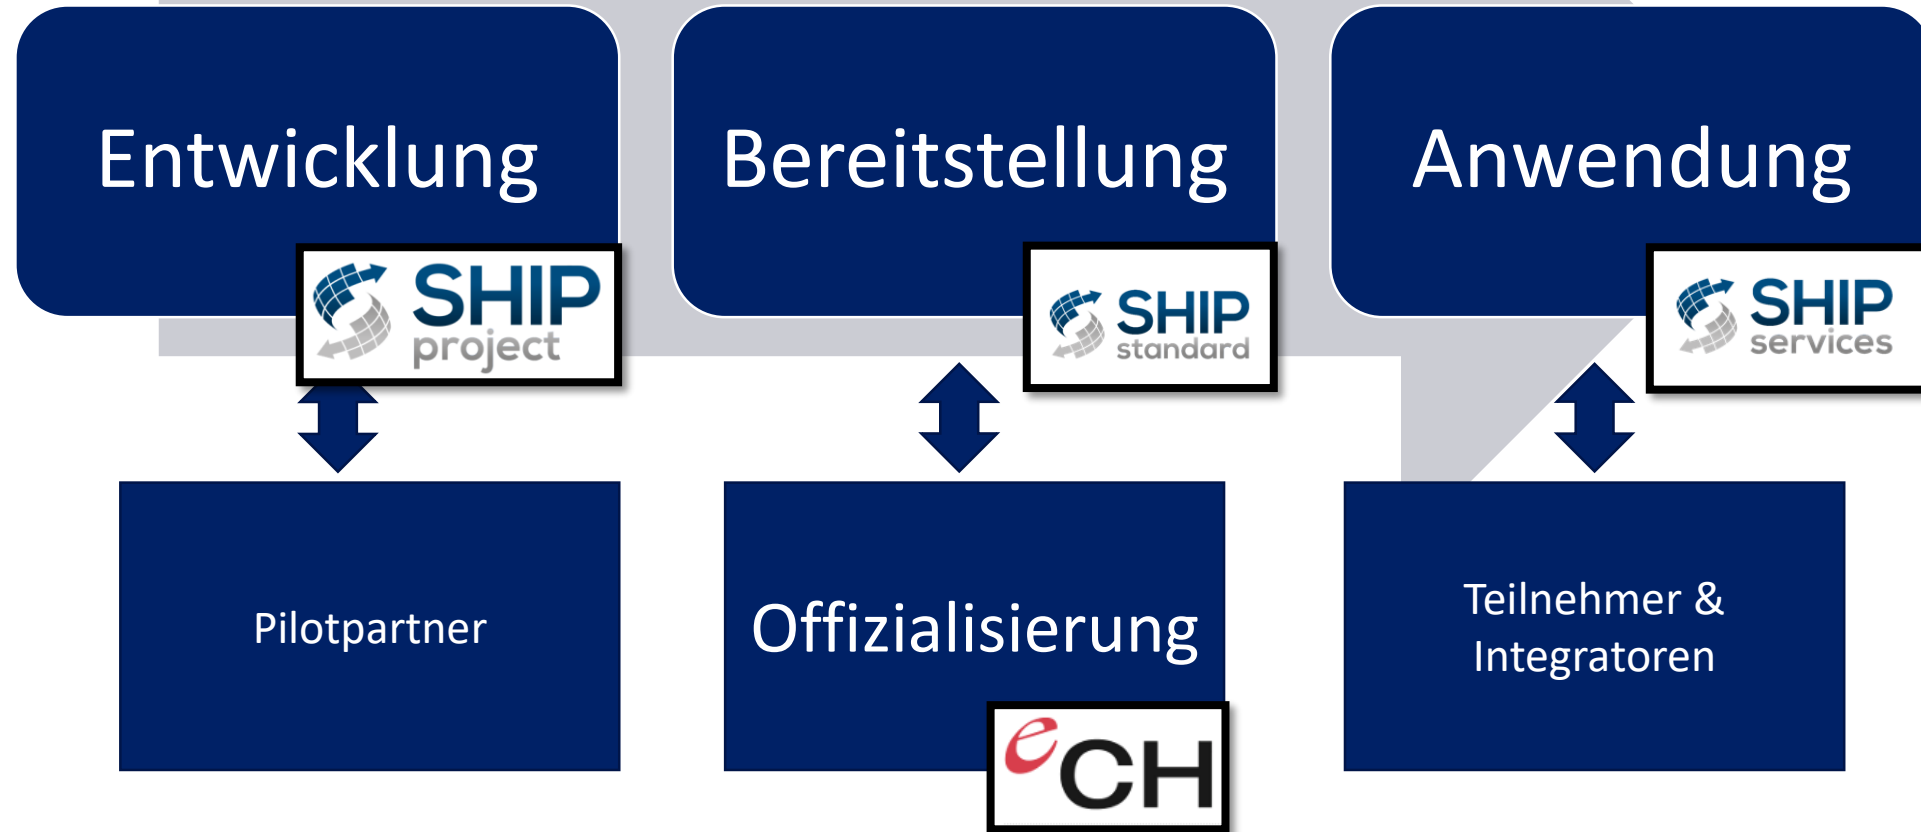 Entwicklung
SHIP
project
Bereitstellung
SHIP
standard
Anwendung
SHIP
services
Pilotpartner
Offizialisierung
eCH
Teilnehmer &
Integratoren